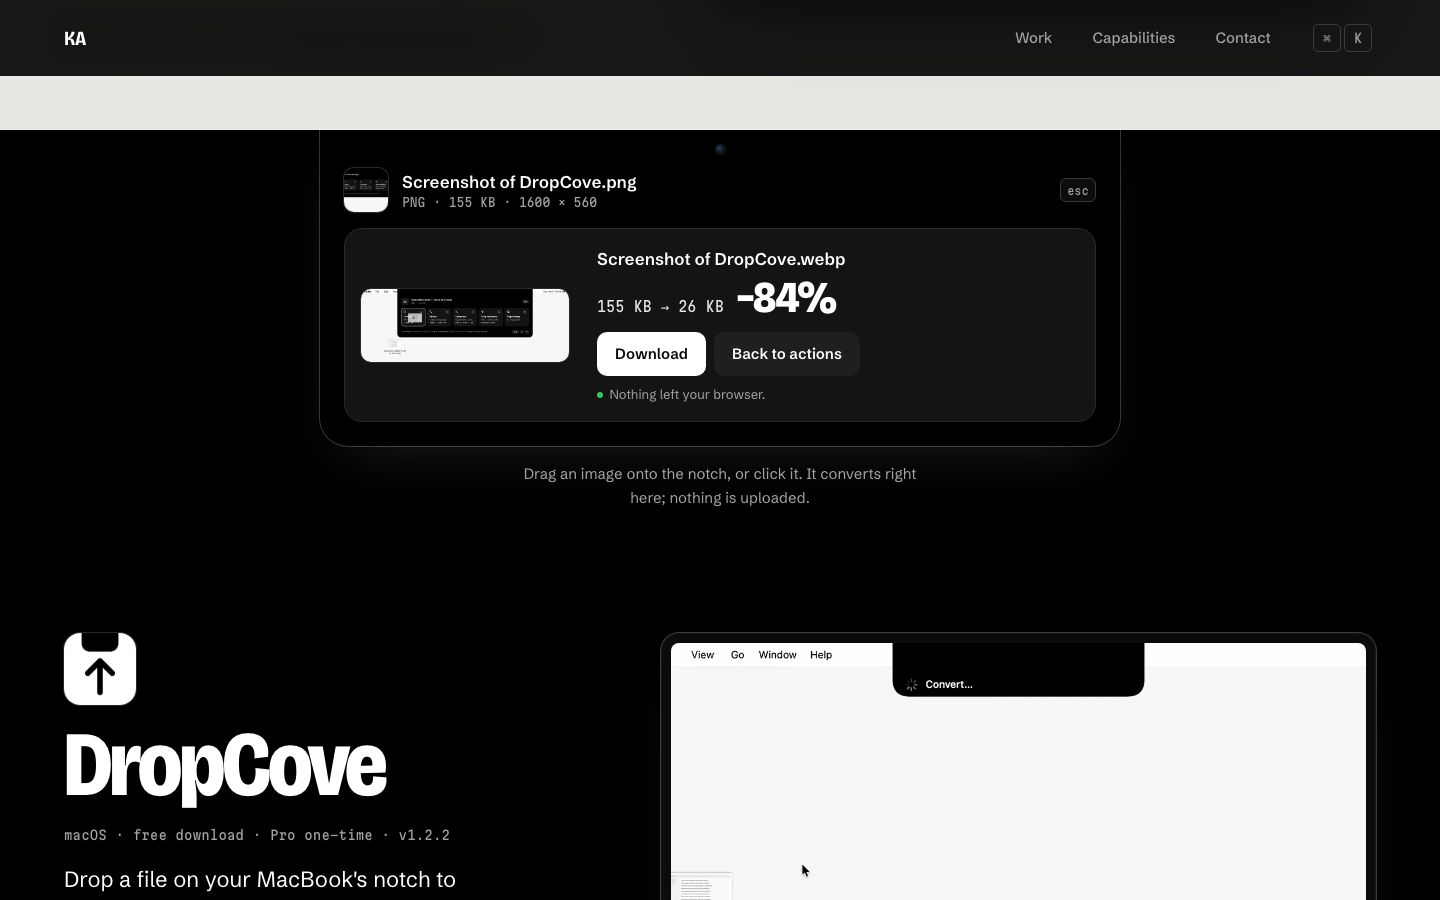 KA
Work
Capabilities
Contact
⌘
K
Screenshot of DropCove.png
PNG · 155 KB · 1600 × 560
esc
Screenshot of DropCove.webp
155 KB → 26 KB -84%
Download
Back to actions
Nothing left your browser.
Drag an image onto the notch, or click it. It converts right
here; nothing is uploaded.
View Go Window Help
Convert...
DropCove
macOS · free download · Pro one-time · v1.2.2
Drop a file on your MacBook's notch to